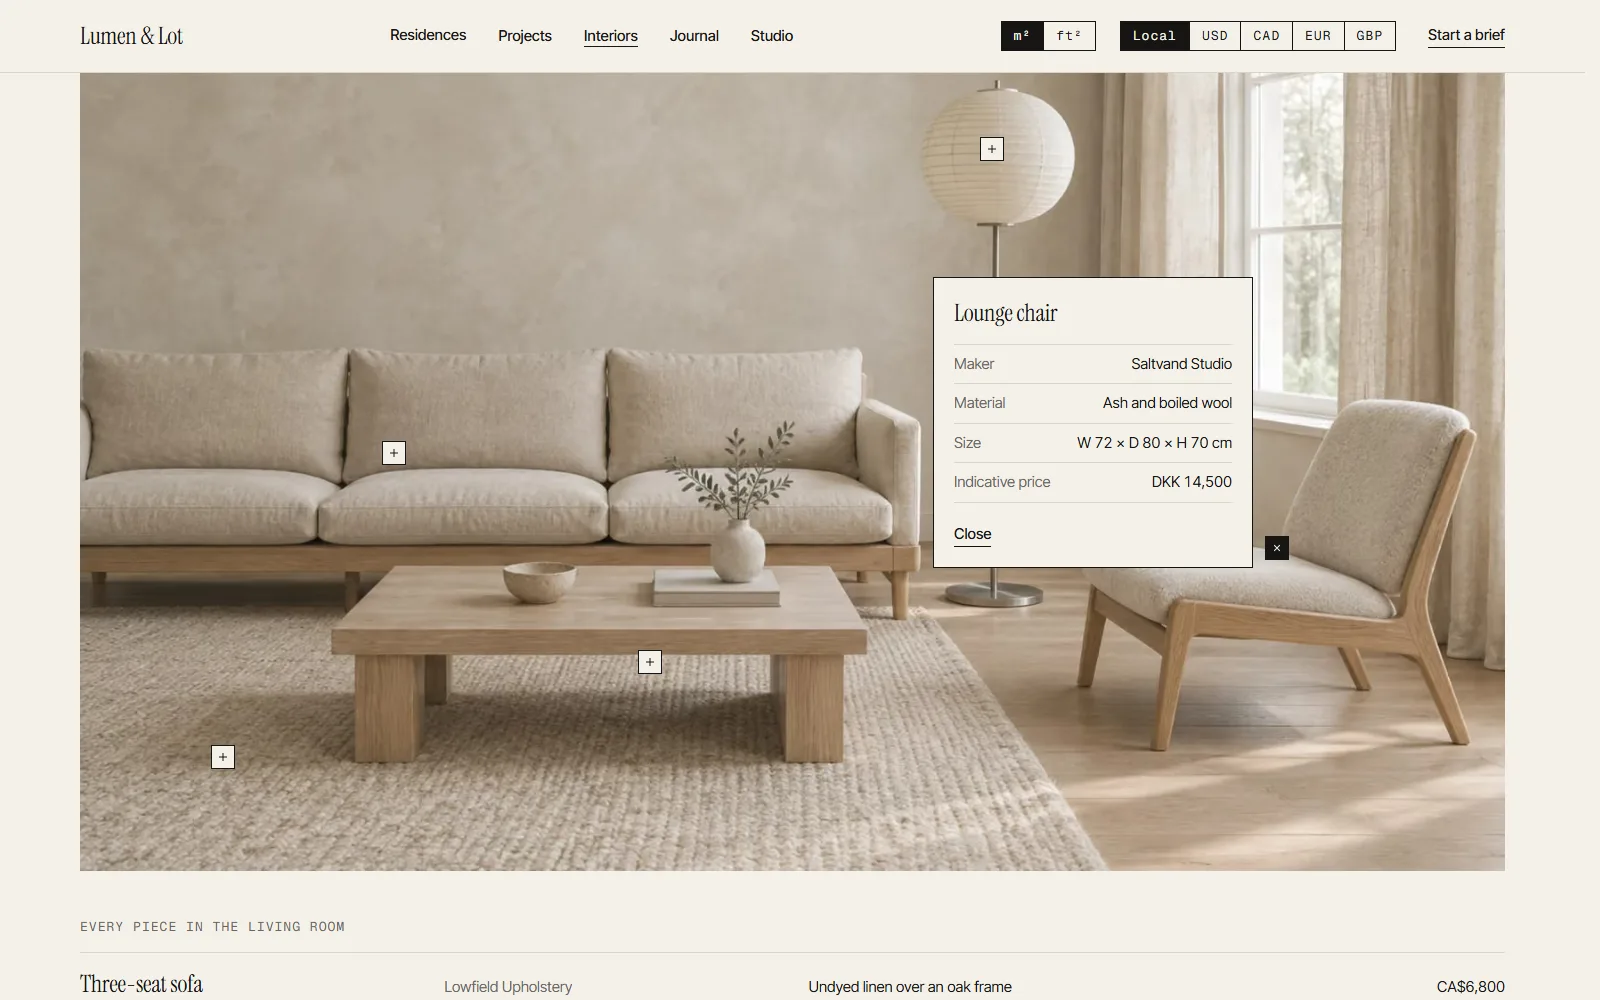 Lumen & Lot
Residences
Projects
Interiors
Journal
Studio
m²
ft²
Local
USD
CAD
EUR
GBP
Start a brief
+
Lounge chair
Maker
Saltvand Studio
Material
Ash and boiled wool
Size
W 72 × D 80 × H 70 cm
Indicative price
DKK 14,500
Close
+
×
+
+
EVERY PIECE IN THE LIVING ROOM
Three-seat sofa
Lowfield Upholstery
Undyed linen over an oak frame
CA$6,800